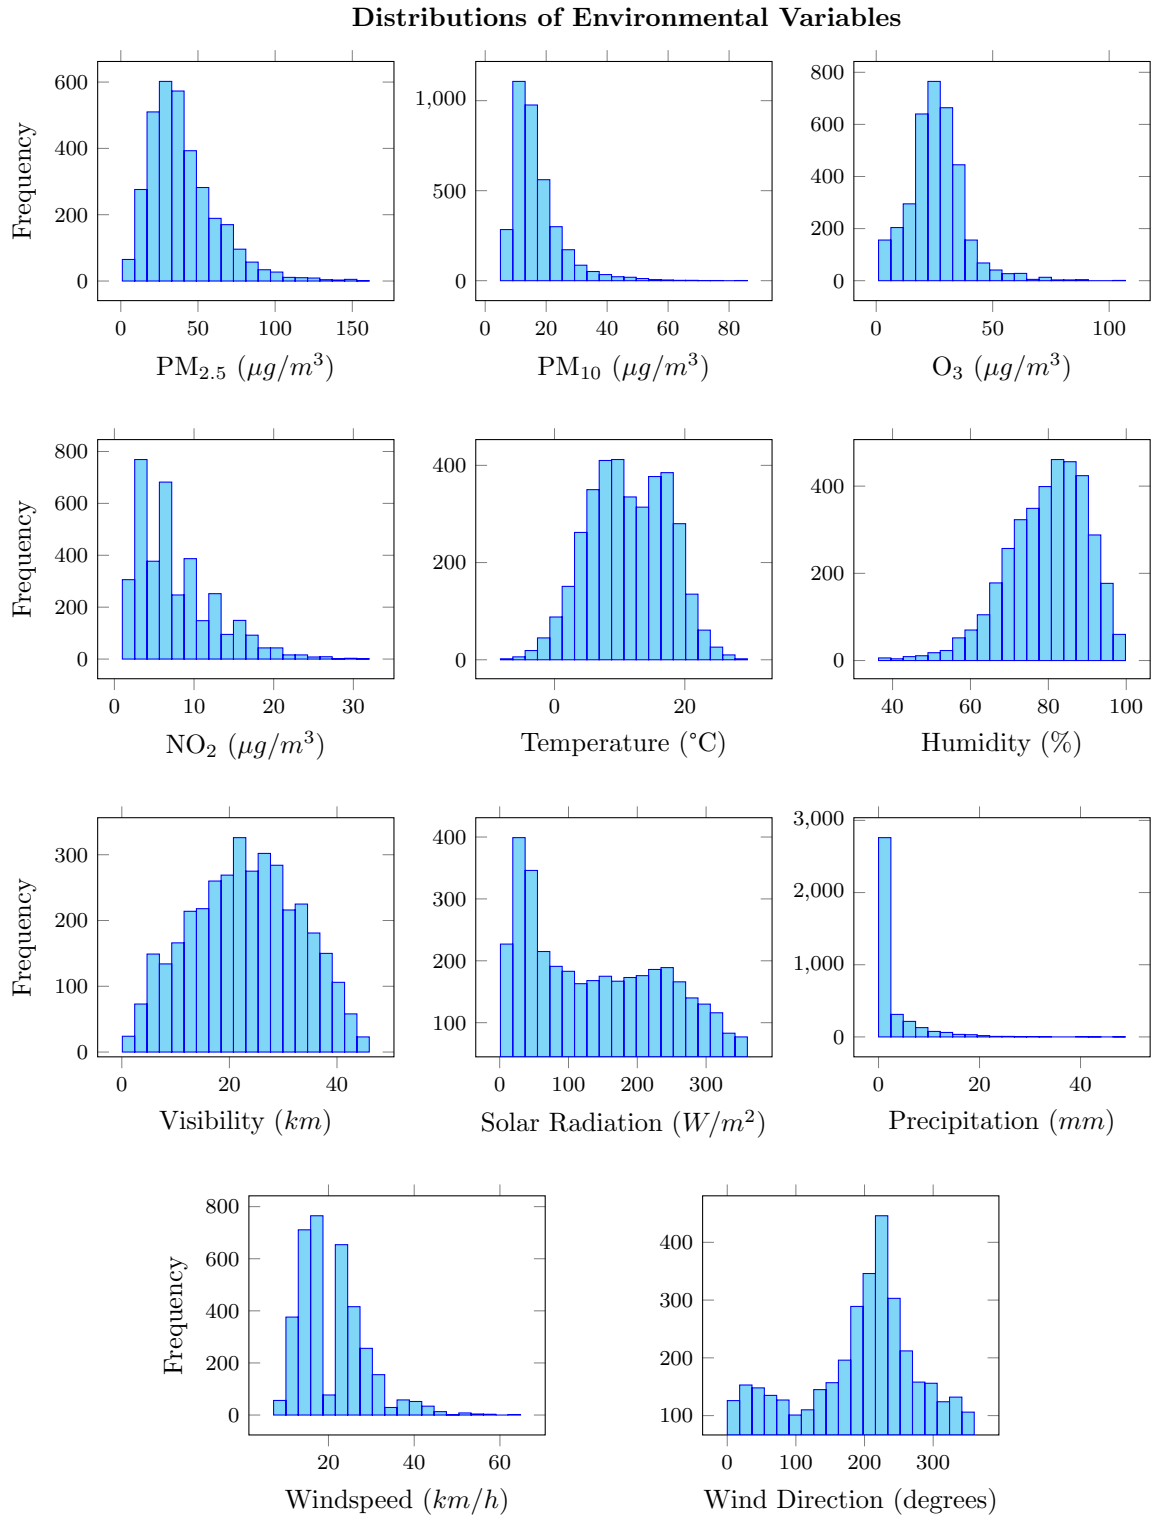 Distributions of Environmental Variables
Frequency
0
200
400
600
0 50 100 150
PM₂.₅ (μg/m³)
0
500
1,000
0 20 40 60 80
PM₁₀ (μg/m³)
0
200
400
600
800
0 50 100
O₃ (μg/m³)
Frequency
0
200
400
600
800
0 10 20 30
NO₂ (μg/m³)
0
200
400
0 20
Temperature (°C)
0
200
400
40 60 80 100
Humidity (%)
Frequency
0
100
200
300
0 20 40
Visibility (km)
100
200
300
400
0 100 200 300
Solar Radiation (W/m²)
0
1,000
2,000
3,000
0 20 40
Precipitation (mm)
Frequency
0
200
400
600
800
20 40 60
Windspeed (km/h)
100
200
300
400
0 100 200 300
Wind Direction (degrees)